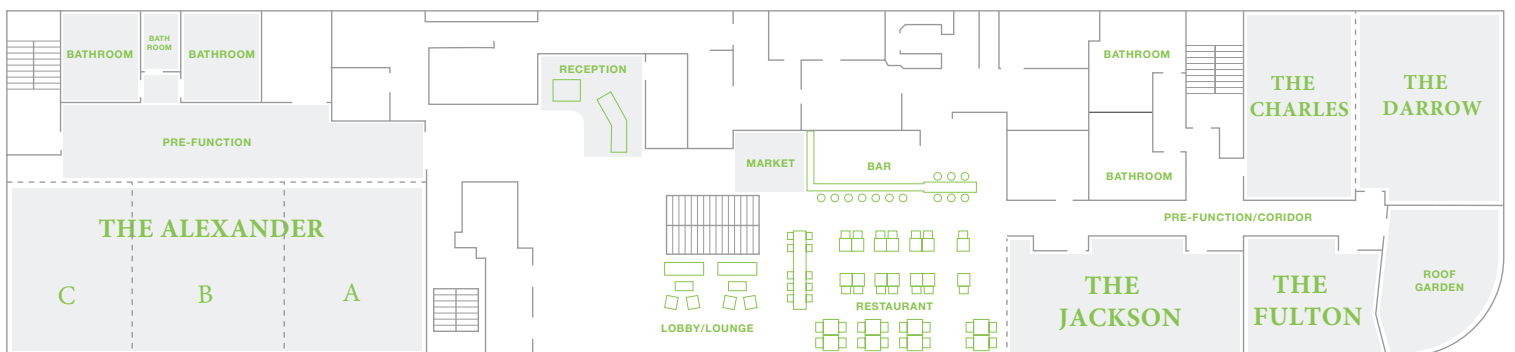 BATHROOM
BATH
ROOM
BATHROOM
RECEPTION
BATHROOM
THE
CHARLES
THE
DARROW
PRE-FUNCTION
MARKET
BAR
BATHROOM
THE ALEXANDER
PRE-FUNCTION/CORIDOR
C
B
A
ROOF
GARDEN
THE
JACKSON
THE
FULTON
RESTAURANT
LOBBY/LOUNGE